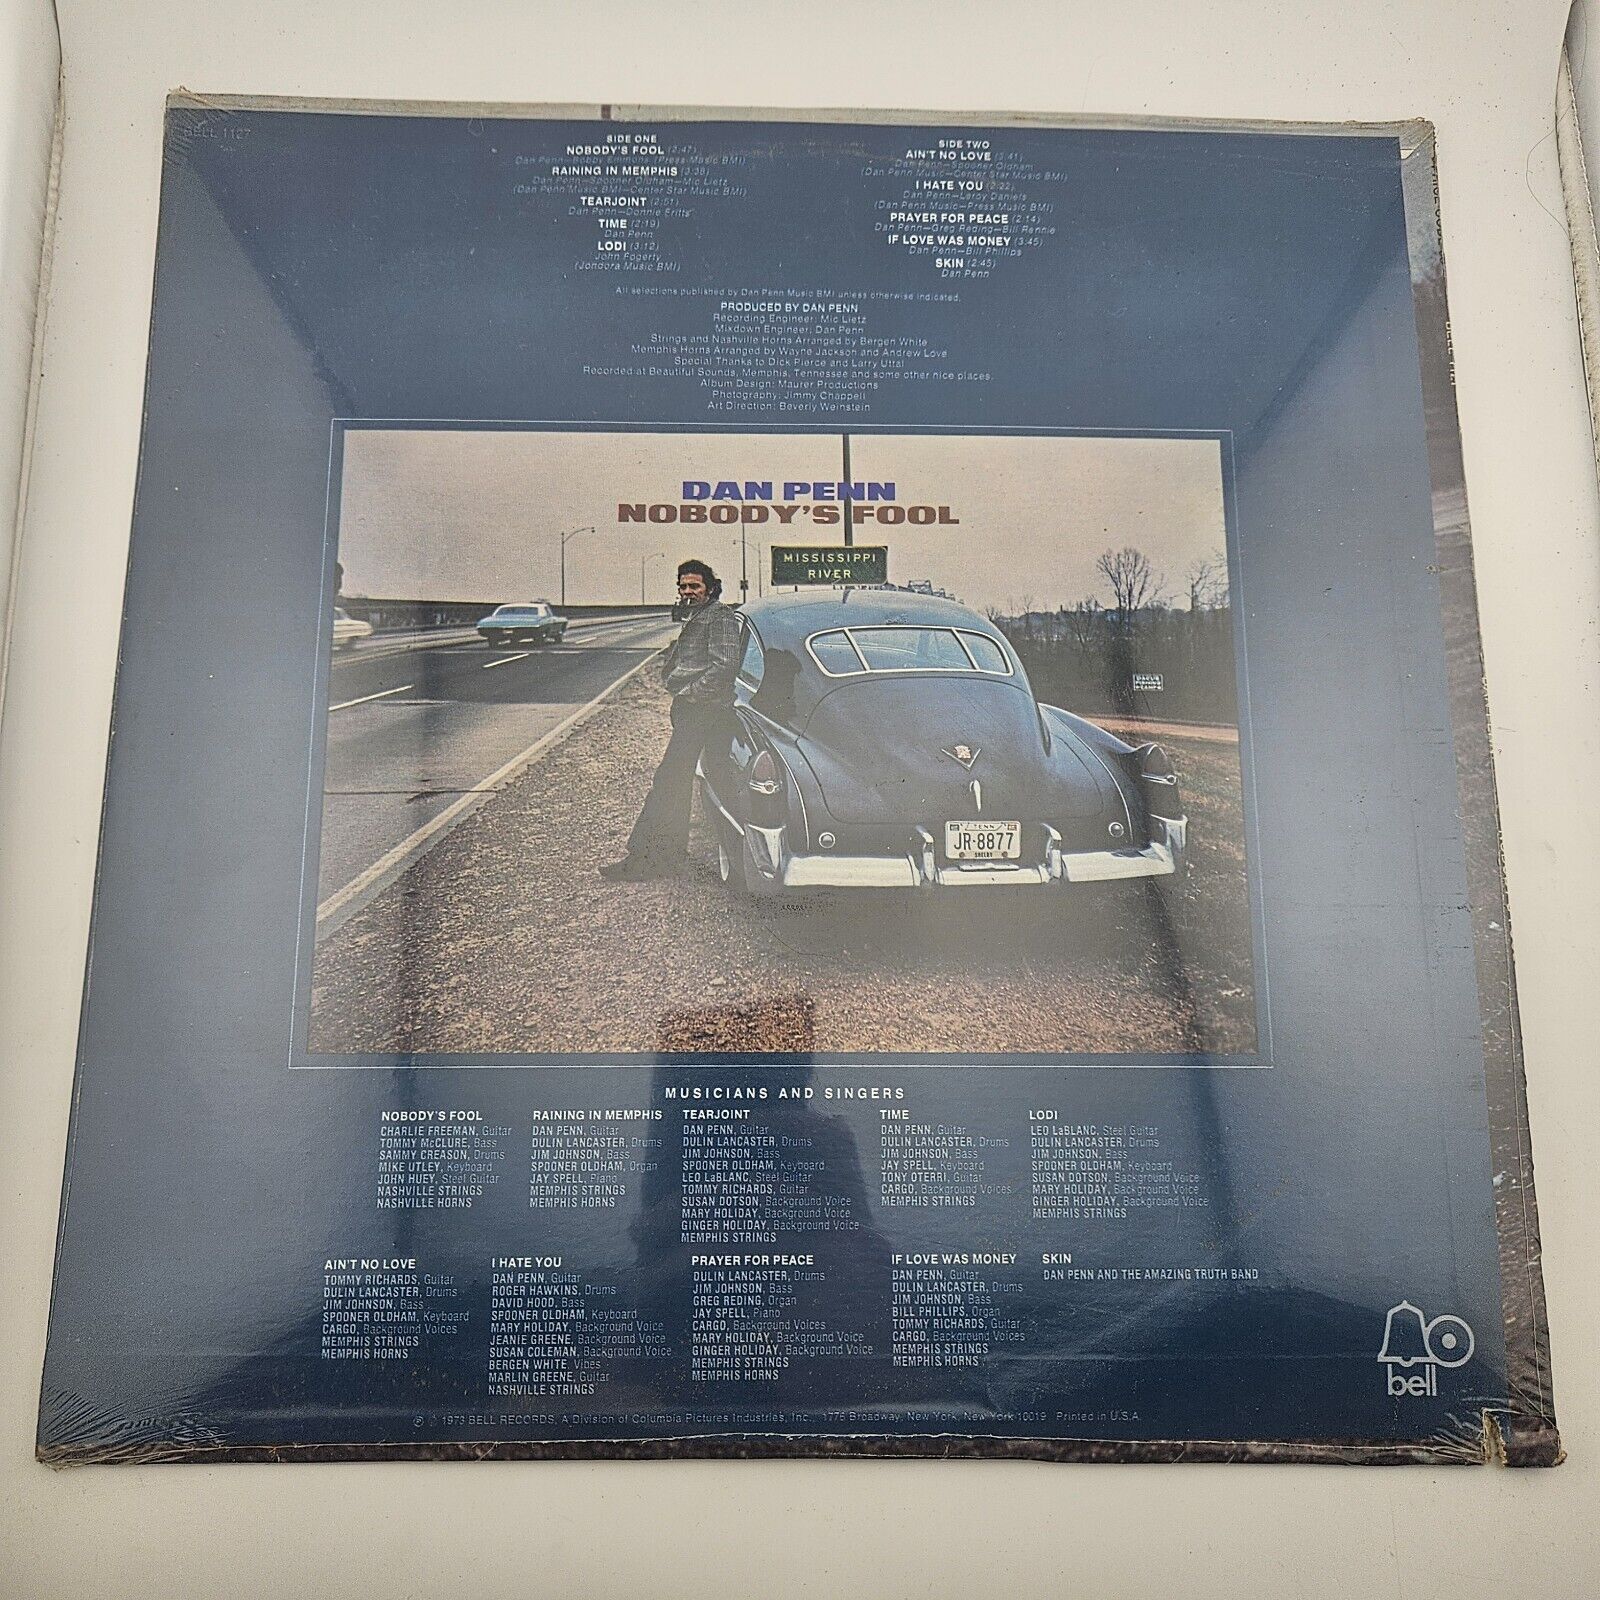 BELL 1127
SIDE ONE
NOBODY'S FOOL (2:47)
Dan Penn—Bobby Emmons (Press Music BMI)
RAINING IN MEMPHIS (3:38)
Dan Penn—Spooner Oldham—Mic Lietz
(Dan Penn Music BMI—Center Star Music BMI)
TEARJOINT (2:51)
Dan Penn—Donnie Fritts
TIME (2:19)
Dan Penn
LODI (3:12)
John Fogerty
(Jondora Music BMI)
SIDE TWO
AIN'T NO LOVE (3:41)
Dan Penn—Spooner Oldham
(Dan Penn Music—Center Star Music BMI)
I HATE YOU (2:22)
Dan Penn—Leroy Daniels
(Dan Penn Music—Press Music BMI)
PRAYER FOR PEACE (2:14)
Dan Penn—Greg Reding—Bill Rennie
IF LOVE WAS MONEY (3:45)
Dan Penn—Bill Phillips
SKIN (2:45)
Dan Penn
All selections published by Dan Penn Music BMI unless otherwise indicated.
PRODUCED BY DAN PENN
Recording Engineer: Mic Lietz
Mixdown Engineer: Dan Penn
Strings and Nashville Horns Arranged by Bergen White
Memphis Horns Arranged by Wayne Jackson and Andrew Love
Special Thanks to Dick Pierce and Larry Uttal
Recorded at Beautiful Sounds, Memphis, Tennessee and some other nice places.
Album Design: Maurer Productions
Photography: Jimmy Chappell
Art Direction: Beverly Weinstein
DAN PENN
NOBODY'S FOOL
MISSISSIPPI
RIVER
DACUS
FISHING
CAMP
TENN
JR-8877
SHELBY
MUSICIANS AND SINGERS
NOBODY'S FOOL
CHARLIE FREEMAN, Guitar
TOMMY McCLURE, Bass
SAMMY CREASON, Drums
MIKE UTLEY, Keyboard
JOHN HUEY, Steel Guitar
NASHVILLE STRINGS
NASHVILLE HORNS
RAINING IN MEMPHIS
DAN PENN, Guitar
DULIN LANCASTER, Drums
JIM JOHNSON, Bass
SPOONER OLDHAM, Organ
JAY SPELL, Piano
MEMPHIS STRINGS
MEMPHIS HORNS
TEARJOINT
DAN PENN, Guitar
DULIN LANCASTER, Drums
JIM JOHNSON, Bass
SPOONER OLDHAM, Keyboard
LEO LaBLANC, Steel Guitar
TOMMY RICHARDS, Guitar
SUSAN DOTSON, Background Voice
MARY HOLIDAY, Background Voice
GINGER HOLIDAY, Background Voice
MEMPHIS STRINGS
TIME
DAN PENN, Guitar
DULIN LANCASTER, Drums
JIM JOHNSON, Bass
JAY SPELL, Keyboard
TONY OTERRI, Guitar
CARGO, Background Voices
MEMPHIS STRINGS
LODI
LEO LaBLANC, Steel Guitar
DULIN LANCASTER, Drums
JIM JOHNSON, Bass
SPOONER OLDHAM, Keyboard
SUSAN DOTSON, Background Voice
MARY HOLIDAY, Background Voice
GINGER HOLIDAY, Background Voice
MEMPHIS STRINGS
AIN'T NO LOVE
TOMMY RICHARDS, Guitar
DULIN LANCASTER, Drums
JIM JOHNSON, Bass
SPOONER OLDHAM, Keyboard
CARGO, Background Voices
MEMPHIS STRINGS
MEMPHIS HORNS
I HATE YOU
DAN PENN, Guitar
ROGER HAWKINS, Drums
DAVID HOOD, Bass
SPOONER OLDHAM, Keyboard
MARY HOLIDAY, Background Voice
JEANIE GREENE, Background Voice
SUSAN COLEMAN, Background Voice
BERGEN WHITE, Vibes
MARLIN GREENE, Guitar
NASHVILLE STRINGS
PRAYER FOR PEACE
DULIN LANCASTER, Drums
JIM JOHNSON, Bass
GREG REDING, Organ
JAY SPELL, Piano
CARGO, Background Voices
MARY HOLIDAY, Background Voice
GINGER HOLIDAY, Background Voice
MEMPHIS STRINGS
MEMPHIS HORNS
IF LOVE WAS MONEY
DAN PENN, Guitar
DULIN LANCASTER, Drums
JIM JOHNSON, Bass
BILL PHILLIPS, Organ
TOMMY RICHARDS, Guitar
CARGO, Background Voices
MEMPHIS STRINGS
MEMPHIS HORNS
SKIN
DAN PENN AND THE AMAZING TRUTH BAND
bell
℗ © 1973 BELL RECORDS, A Division of Columbia Pictures Industries, Inc., 1776 Broadway, New York, New York 10019 Printed in U.S.A.